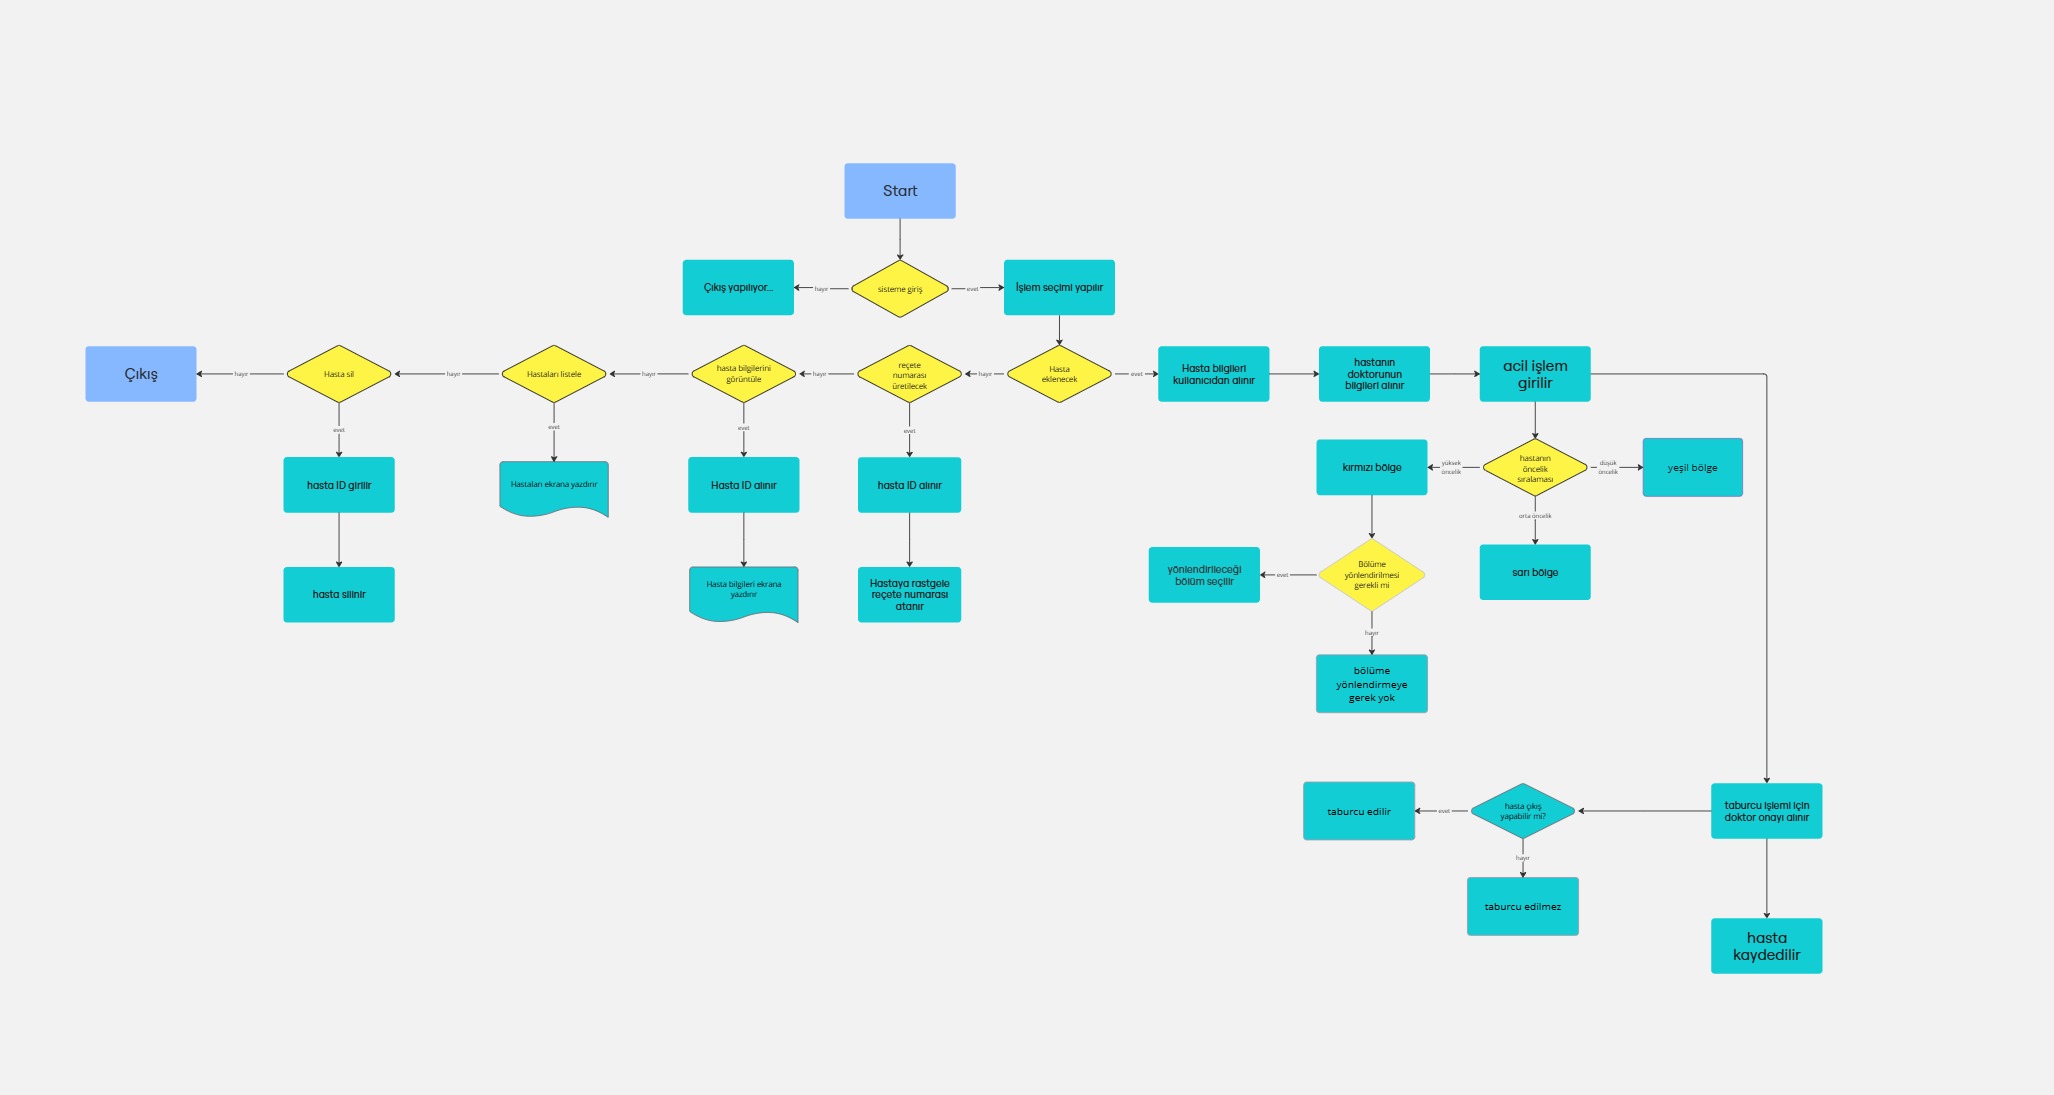 Start
Çıkış yapılıyor...
hayır
sisteme giriş
evet
İşlem seçimi yapılır
Çıkış
hayır
Hasta sil
hayır
Hastaları listele
hayır
hasta bilgilerini
görüntüle
hayır
reçete
numarası
üretilecek
hayır
Hasta
eklenecek
evet
Hasta bilgileri
kullanıcıdan alınır
hastanın
doktorunun
bilgileri alınır
acil işlem
girilir
evet
evet
evet
evet
hasta ID girilir
Hastaları ekrana yazdırır
Hasta ID alınır
hasta ID alınır
kırmızı bölge
yüksek
öncelik
hastanın
öncelik
sıralaması
düşük
öncelik
yeşil bölge
orta öncelik
hasta silinir
Hasta bilgileri ekrana
yazdırır
Hastaya rastgele
reçete numarası
atanır
yönlendirileceği
bölüm seçilir
evet
Bölüme
yönlendirilmesi
gerekli mi
sarı bölge
hayır
bölüme
yönlendirmeye
gerek yok
taburcu edilir
evet
hasta çıkış
yapabilir mi?
taburcu işlemi için
doktor onayı alınır
hayır
taburcu edilmez
hasta
kaydedilir